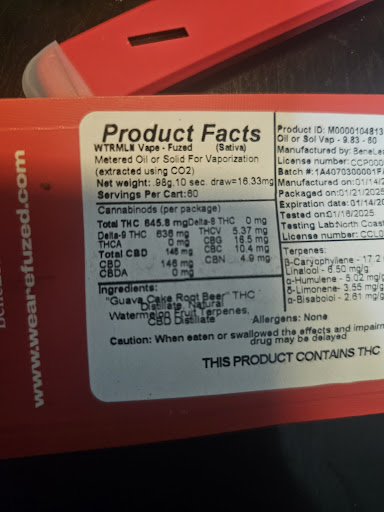 Product Facts
WTRMLN Vape - Fuzed (Sativa)
Metered Oil or Solid For Vaporization
(extracted using CO2)
Net weight: .98g,10 sec. draw=16.33mg
Servings Per Cart:60
Cannabinods (per package)
Total THC 645.8 mg Delta-8 THC 0 mg
Delta-9 THC 636 mg THCV 5.37 mg
THCA 0 mg CBG 16.5 mg
Total CBD 146 mg CBC 10.4 mg
CBD 146 mg CBN 4.9 mg
CBDA 0 mg
Ingredients:
"Guava Cake Root Beer" THC
Distillate, Natural
Watermelon Fruit Terpenes,
CBD Distillate
Allergens: None
Caution: When eaten or swallowed the effects and impairm
drug may be delayed
THIS PRODUCT CONTAINS THC
Product ID: M0000104813
Oil or Sol Vap - 9.83 - 60
Manufactured by: BeneLea
License number: CCP000
Batch #:1A4070300001FA
Manufactured on:01/14/2
Packaged on:01/21/2025
Expiration date: 01/14/20
Tested on:01/16/2025
Testing Lab:North Coast
License number: CCLC
Terpenes:
β-Caryophyllene - 17.2
Linalool - 6.50 mg/g
α-Humulene - 5.02 mg/g
δ-Limonene- 3.55 mg/g
α-Bisabolol - 2.61 mg/g
www.wearefuzed.com